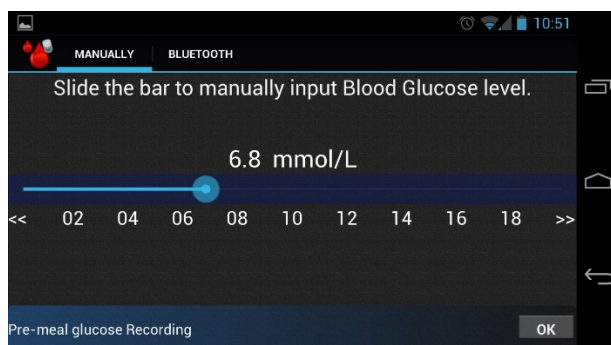 10:51
MANUALLY BLUETOOTH
Slide the bar to manually input Blood Glucose level.
6.8 mmol/L
<< 02 04 06 08 10 12 14 16 18 >>
Pre-meal glucose Recording OK